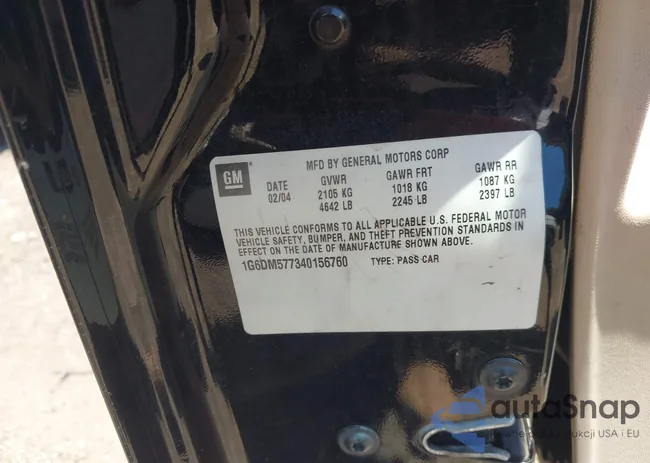 GM
MFD BY GENERAL MOTORS CORP
DATE GVWR GAWR FRT GAWR RR
02/04 2105 KG 1018 KG 1087 KG
4642 LB 2245 LB 2397 LB
THIS VEHICLE CONFORMS TO ALL APPLICABLE U.S. FEDERAL MOTOR
VEHICLE SAFETY, BUMPER, AND THEFT PREVENTION STANDARDS IN
EFFECT ON THE DATE OF MANUFACTURE SHOWN ABOVE.
1G6DM577340156760 TYPE: PASS CAR
autoSnap
USA i EU